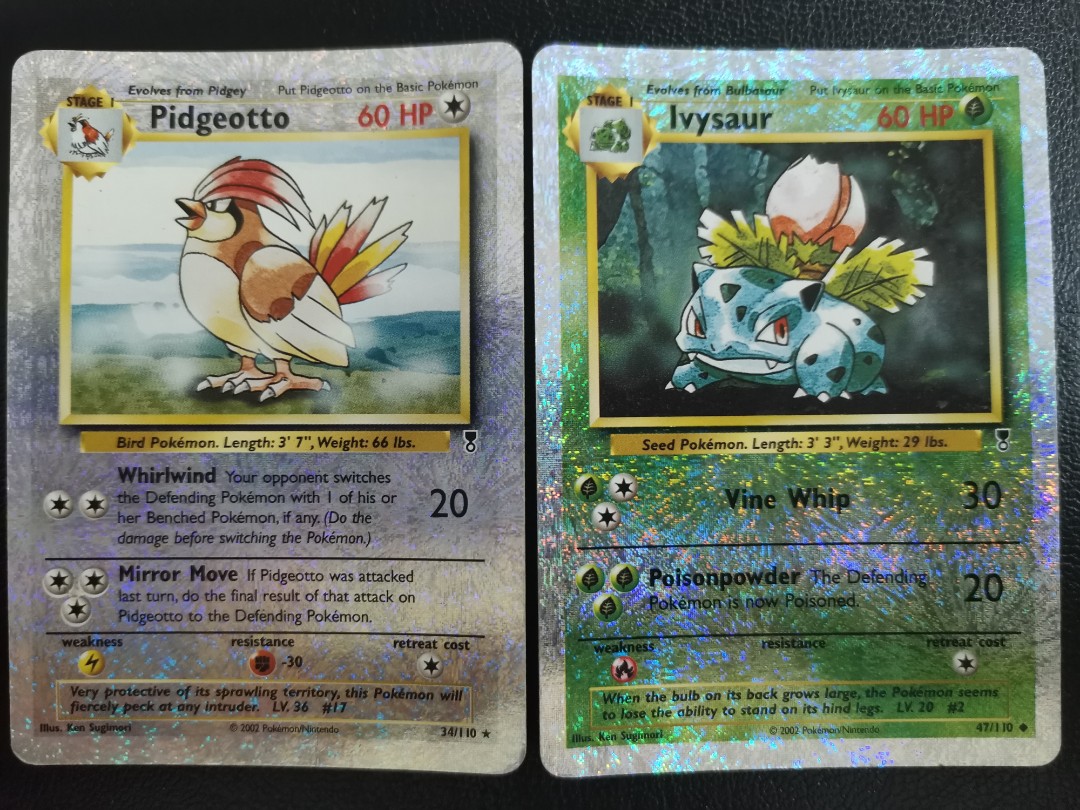 Evolves from Pidgey Put Pidgeotto on the Basic Pokémon
STAGE 1
Pidgeotto 60 HP
Bird Pokémon. Length: 3' 7", Weight: 66 lbs.
Whirlwind Your opponent switches
the Defending Pokémon with 1 of his or
her Benched Pokémon, if any. (Do the
damage before switching the Pokémon.)
20
Mirror Move If Pidgeotto was attacked
last turn, do the final result of that attack on
Pidgeotto to the Defending Pokémon.
weakness resistance retreat cost
-30
Very protective of its sprawling territory, this Pokémon will
fiercely peck at any intruder. LV. 36 #17
Illus. Ken Sugimori © 2002 Pokémon/Nintendo 34/110 ★
Evolves from Bulbasaur Put Ivysaur on the Basic Pokémon
STAGE 1
Ivysaur 60 HP
Seed Pokémon. Length: 3' 3", Weight: 29 lbs.
Vine Whip 30
Poisonpowder The Defending
Pokémon is now Poisoned.
20
weakness resistance retreat cost
When the bulb on its back grows large, the Pokémon seems
to lose the ability to stand on its hind legs. LV. 20 #2
Illus. Ken Sugimori © 2002 Pokémon/Nintendo 47/110 ◆